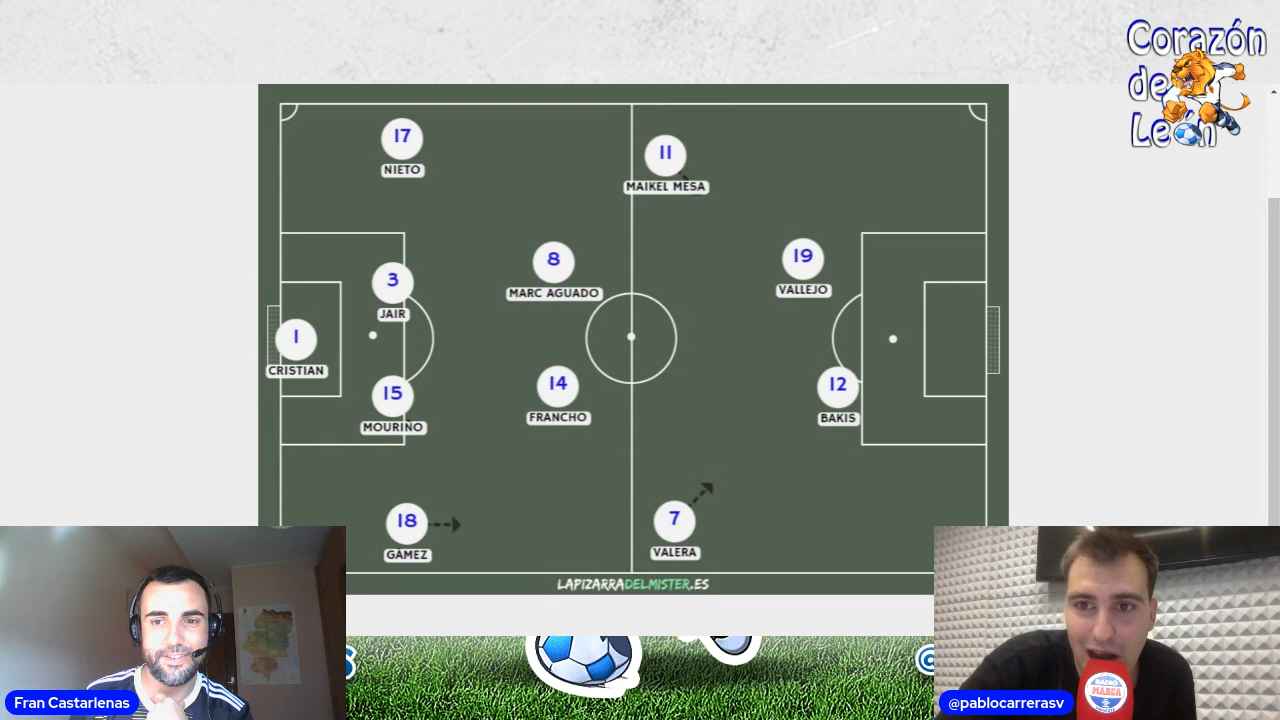 Corazón
de
León
17
NIETO
11
MAIKEL MESA
8
MARC AGUADO
19
VALLEJO
3
JAIR
1
CRISTIAN
15
MOURIÑO
14
FRANCHO
12
BAKIS
18
GÁMEZ
7
VALERA
LAPIZARRADELMISTER.ES
S
@
Fran Castarlenas
@pablocarrerasv
RADIO
MARCA